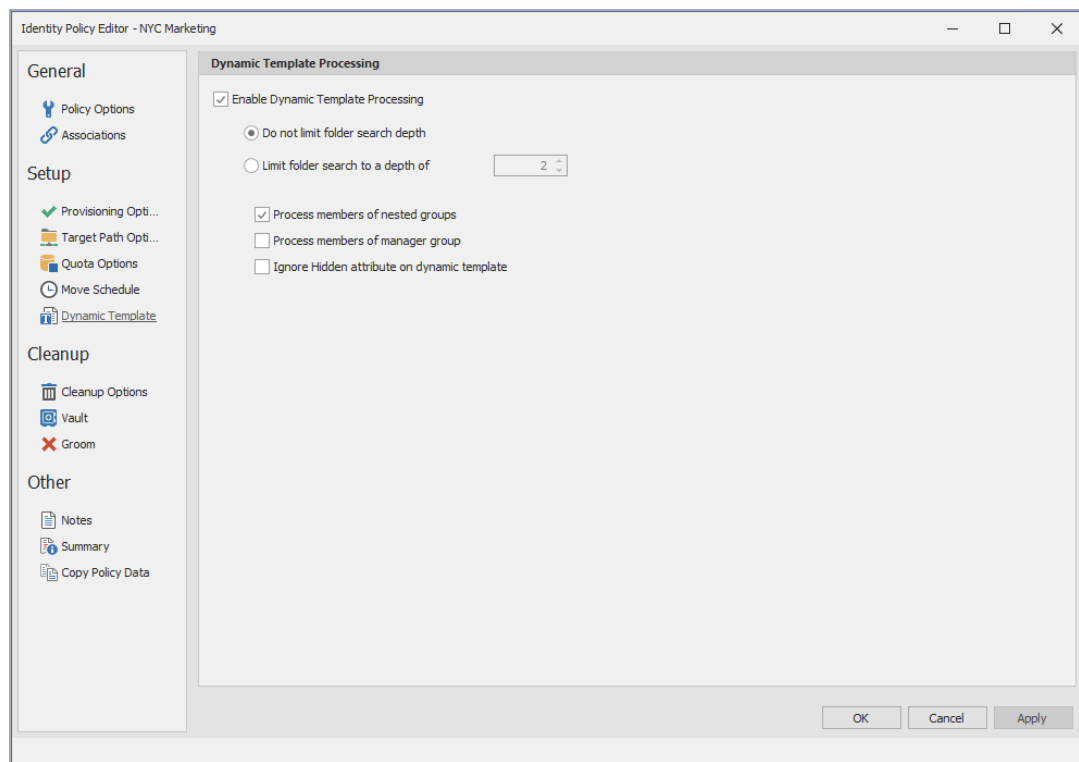 Identity Policy Editor - NYC Marketing
General
Policy Options
Associations
Setup
Provisioning Opti...
Target Path Opti...
Quota Options
Move Schedule
Dynamic Template
Cleanup
Cleanup Options
Vault
Groom
Other
Notes
Summary
Copy Policy Data
Dynamic Template Processing
Enable Dynamic Template Processing
Do not limit folder search depth
Limit folder search to a depth of 2
Process members of nested groups
Process members of manager group
Ignore Hidden attribute on dynamic template
OK Cancel Apply